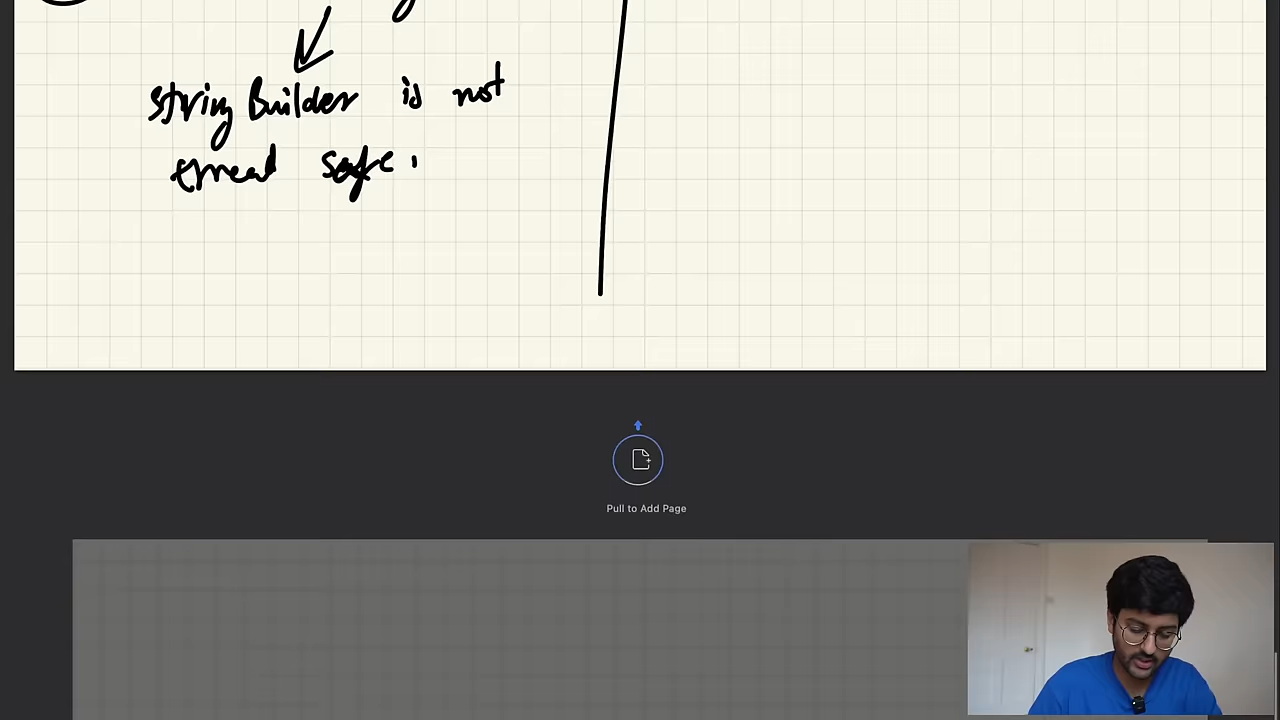 String Builder is not
thread safe.
Pull to Add Page